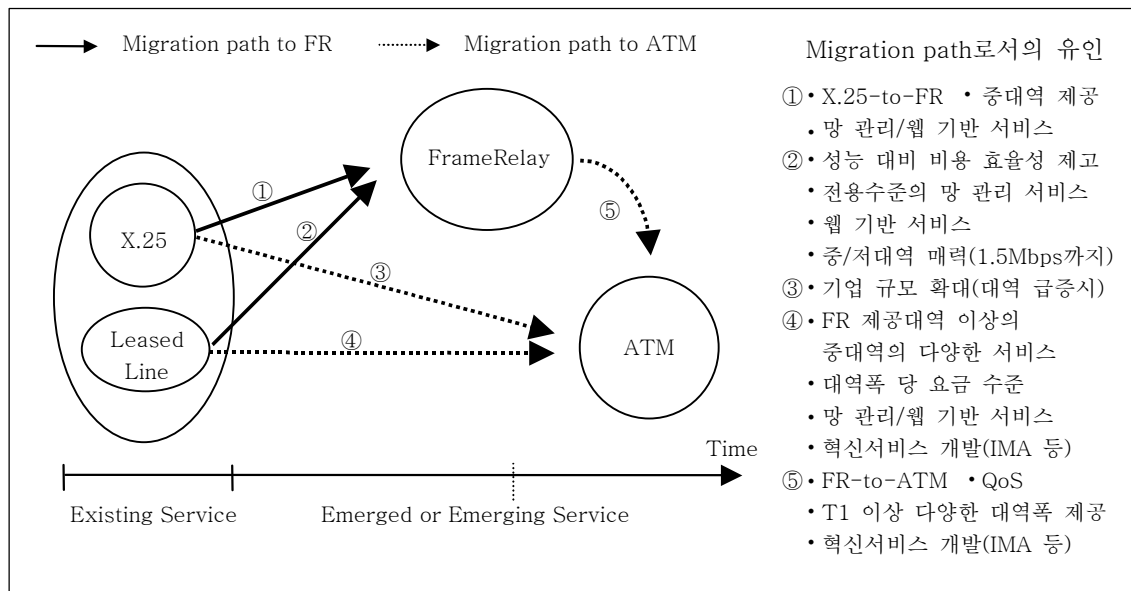 Migration path to FR
Migration path to ATM
FrameRelay
①
②
⑤
X.25
③
Leased
Line
④
ATM
Time
Existing Service
Emerged or Emerging Service
Migration path로서의 유인
①• X.25-to-FR • 중대역 제공
• 망 관리/웹 기반 서비스
②• 성능 대비 비용 효율성 제고
• 전용수준의 망 관리 서비스
• 웹 기반 서비스
• 중/저대역 매력(1.5Mbps까지)
③• 기업 규모 확대(대역 급증시)
④• FR 제공대역 이상의
중대역의 다양한 서비스
• 대역폭 당 요금 수준
• 망 관리/웹 기반 서비스
• 혁신서비스 개발(IMA 등)
⑤• FR-to-ATM • QoS
• T1 이상 다양한 대역폭 제공
• 혁신서비스 개발(IMA 등)